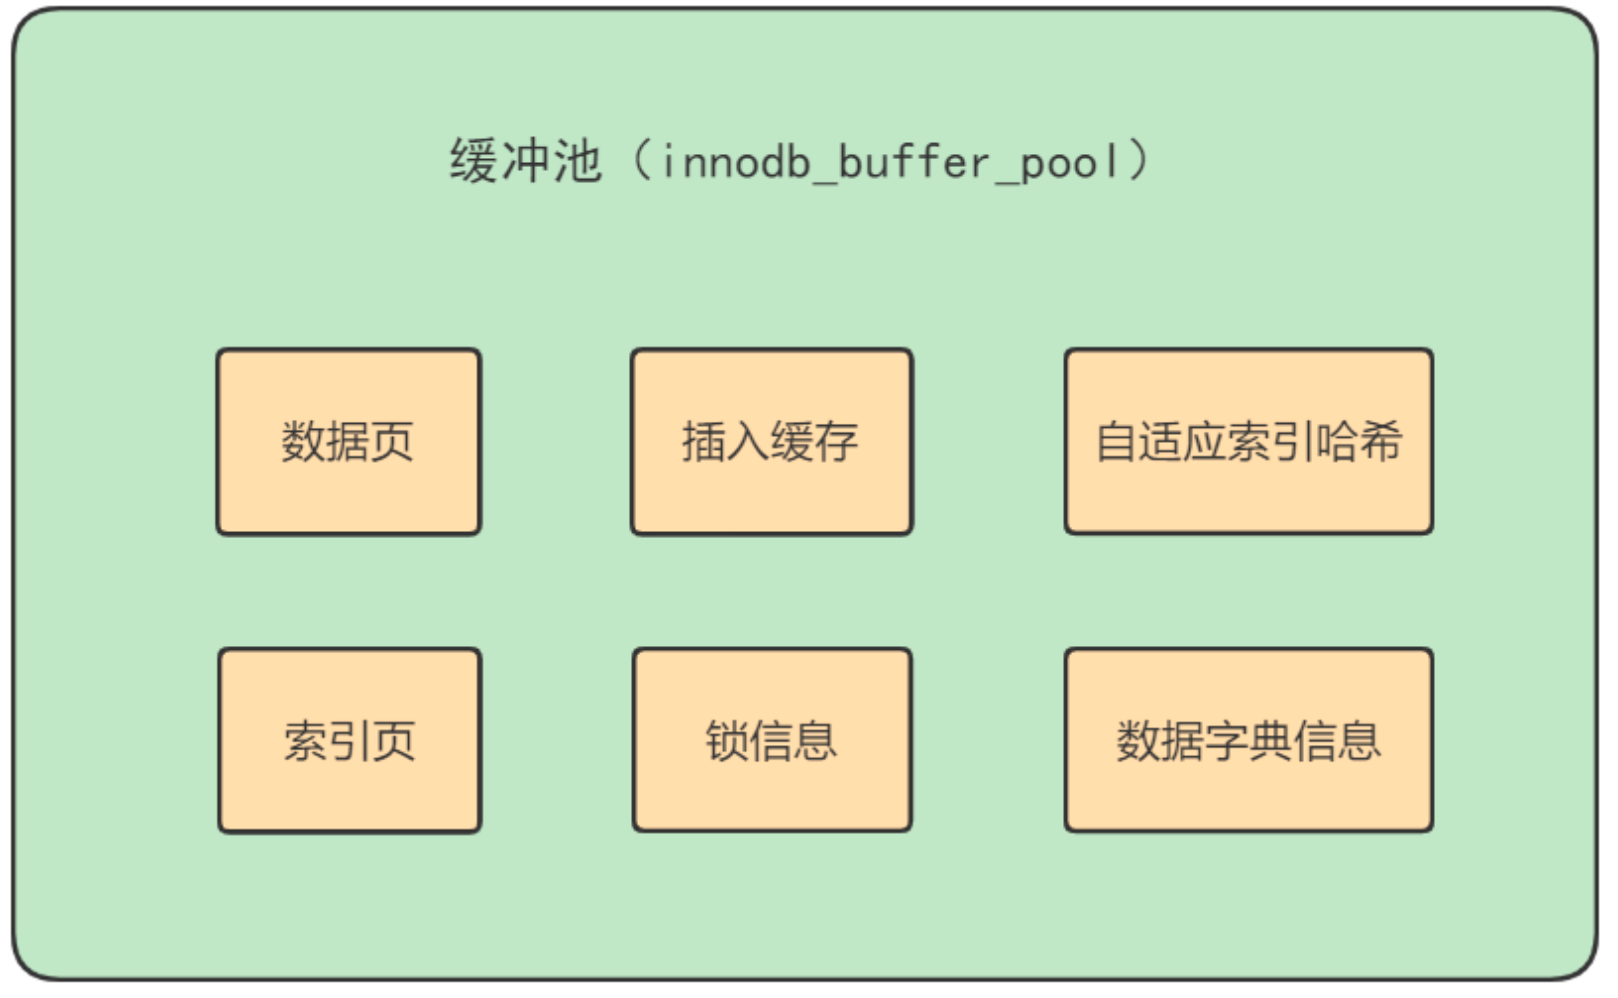 缓冲池（innodb_buffer_pool）
数据页
插入缓存
自适应索引哈希
索引页
锁信息
数据字典信息